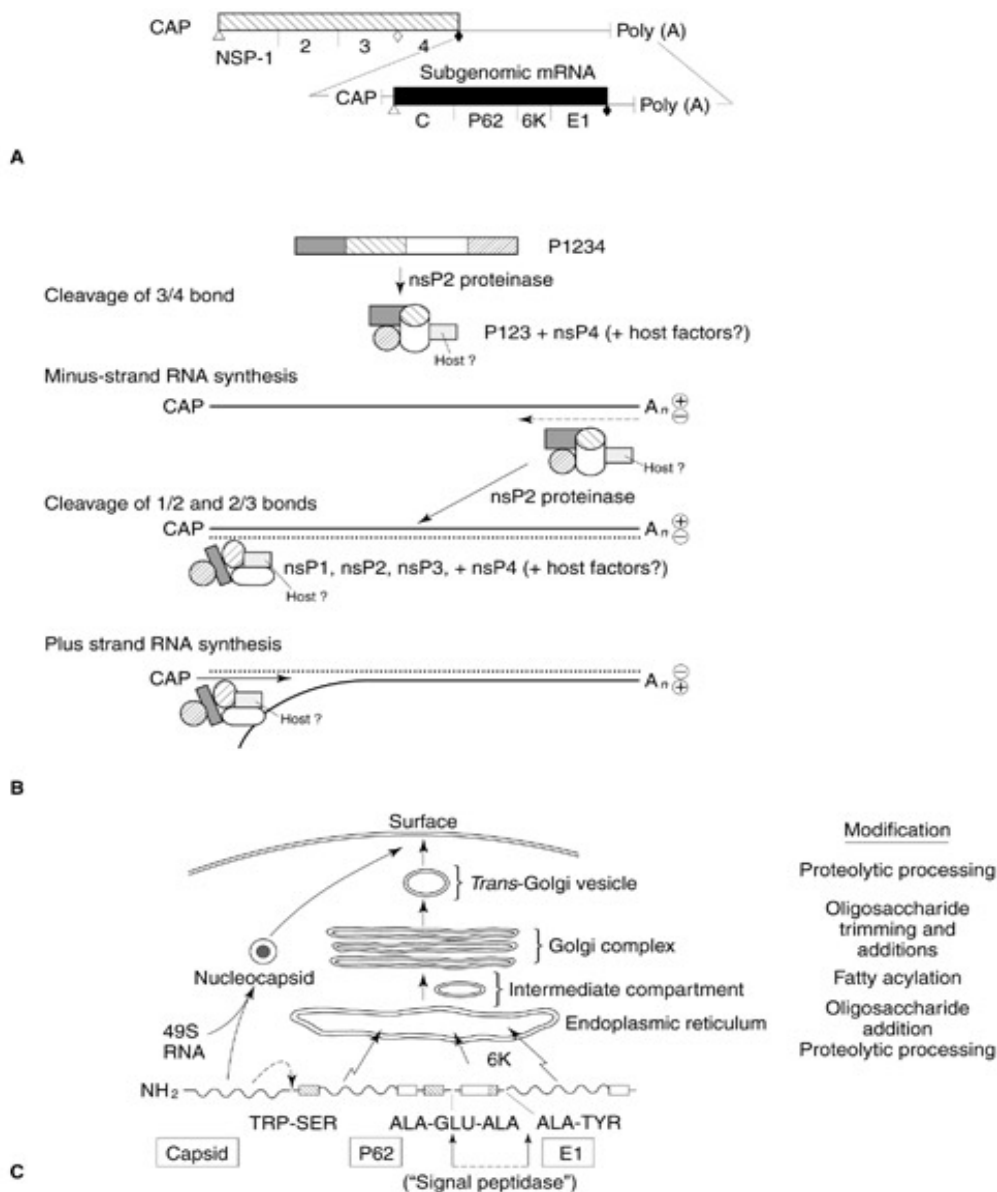 CAP
Poly (A)
NSP-1 2 3 4
Subgenomic mRNA
CAP
Poly (A)
C P62 6K E1
A
P1234
nsP2 proteinase
Cleavage of 3/4 bond
P123 + nsP4 (+ host factors?)
Host ?
Minus-strand RNA synthesis
CAP An + −
Host ?
nsP2 proteinase
Cleavage of 1/2 and 2/3 bonds
CAP An + −
nsP1, nsP2, nsP3, + nsP4 (+ host factors?)
Host ?
Plus strand RNA synthesis
CAP An − +
Host ?
B
Surface
Modification
Trans-Golgi vesicle
Proteolytic processing
Oligosaccharide
trimming and
additions
Golgi complex
Nucleocapsid
Fatty acylation
Intermediate compartment
Endoplasmic reticulum
Oligosaccharide
addition
Proteolytic processing
49S
RNA
6K
NH2
TRP-SER ALA-GLU-ALA ALA-TYR
Capsid P62 E1
("Signal peptidase")
C